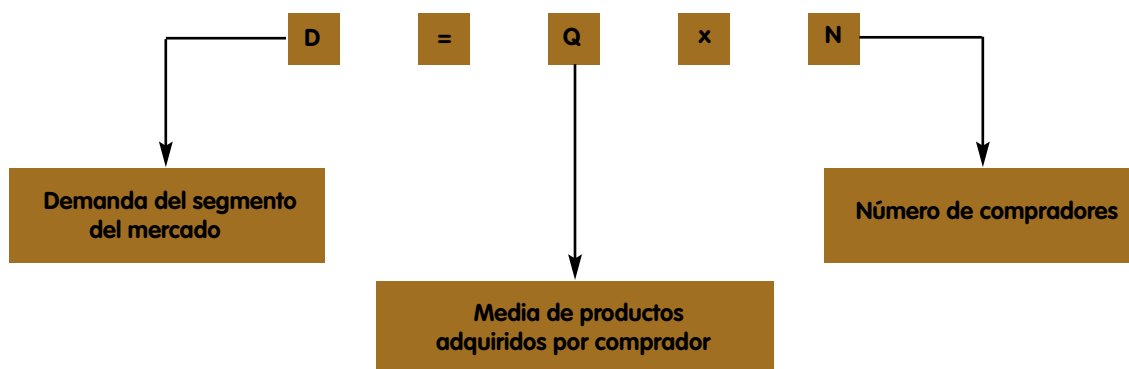 D = Q x N
Demanda del segmento
del mercado
Número de compradores
Media de productos
adquiridos por comprador